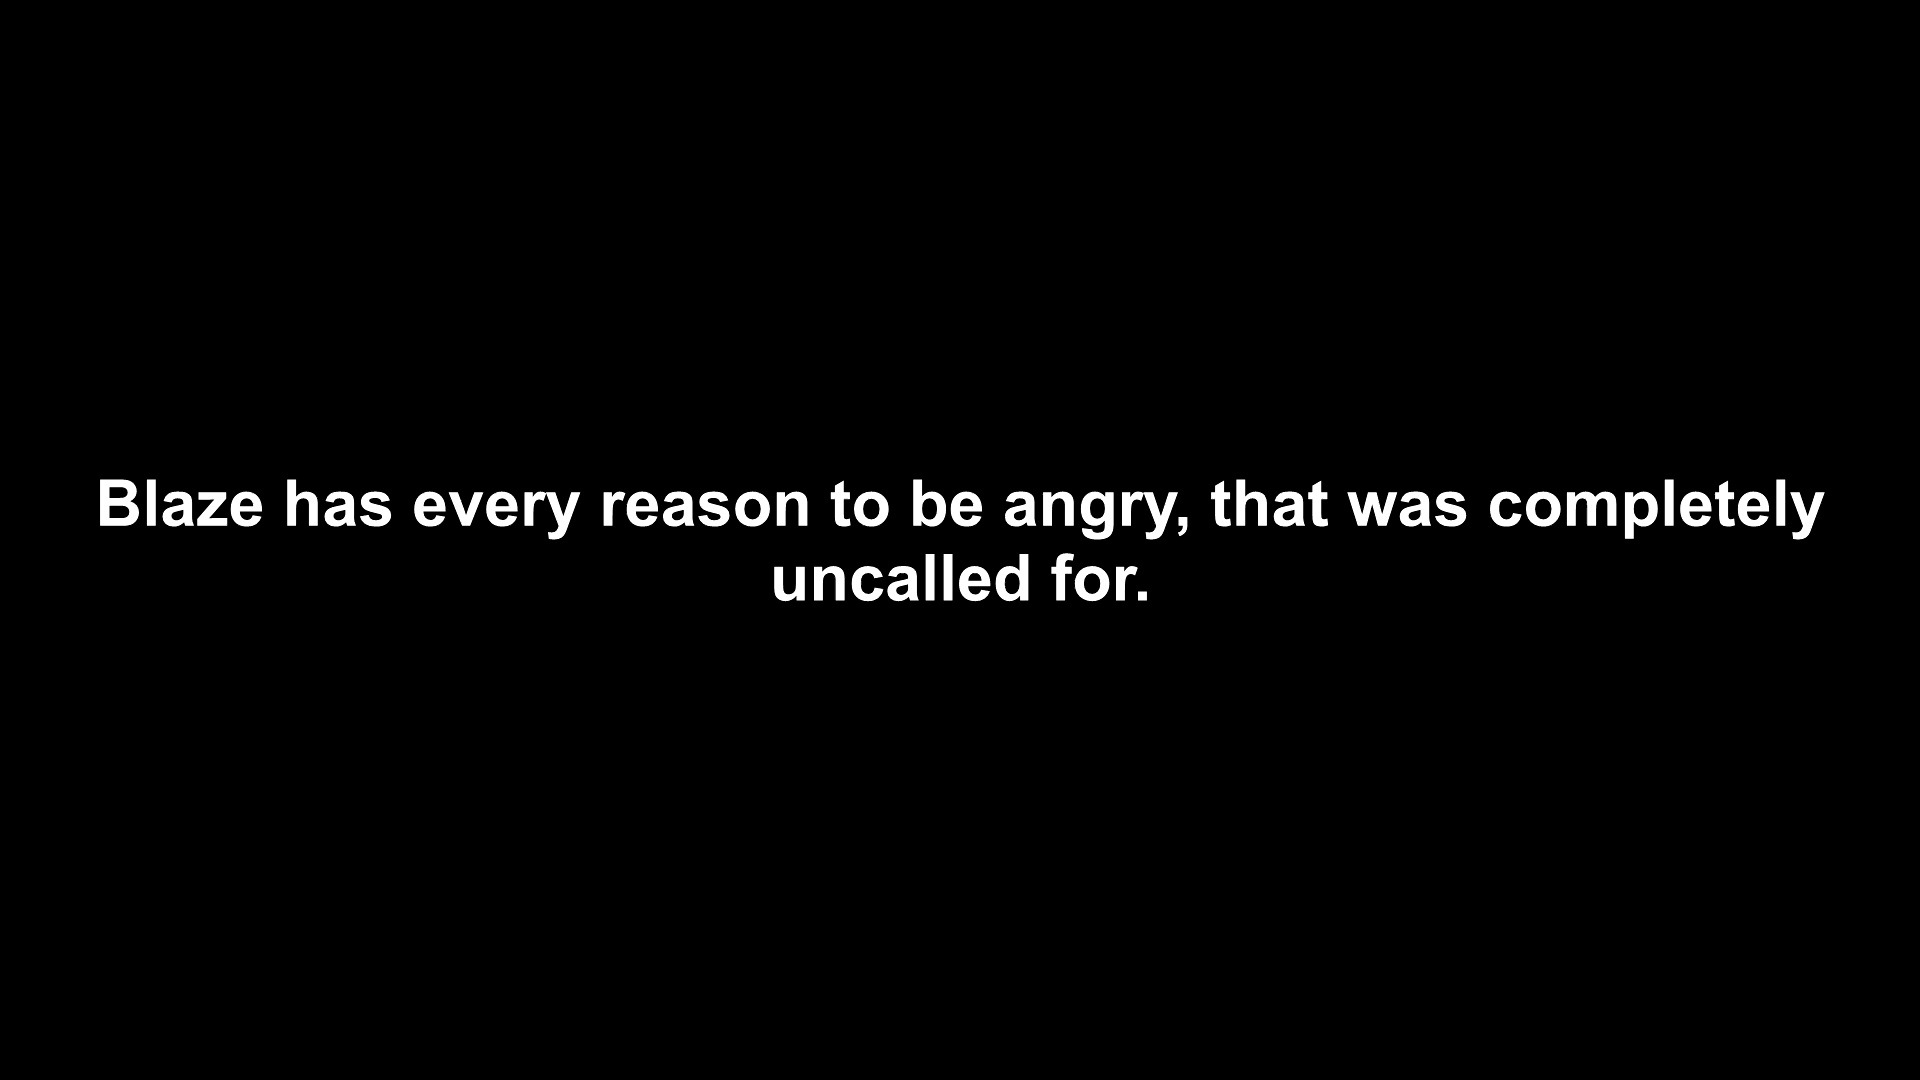 Blaze has every reason to be angry, that was completely
uncalled for.